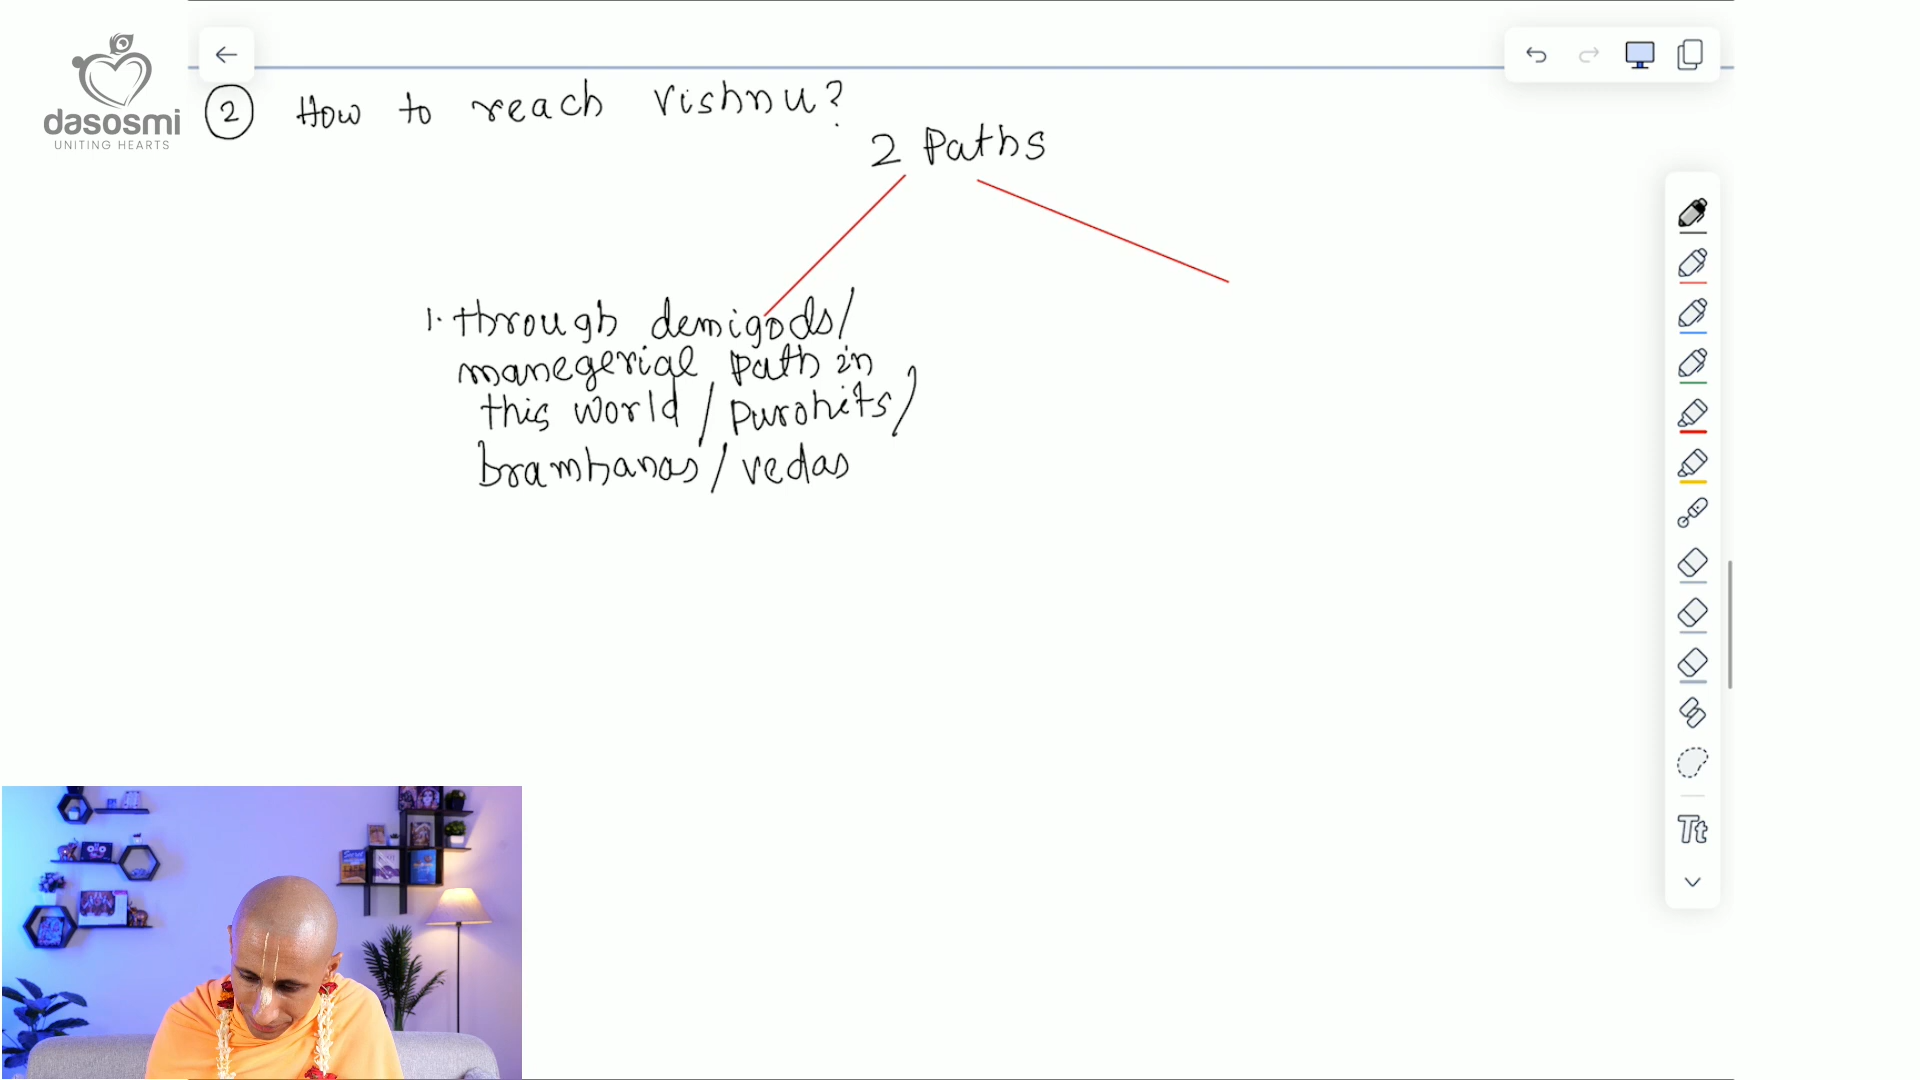 dasosmi
UNITING HEARTS
2 How to reach Vishnu?
2 Paths
1. through demigods/
manegerial path in
this world / purohits /
bramhanas / vedas
Tt